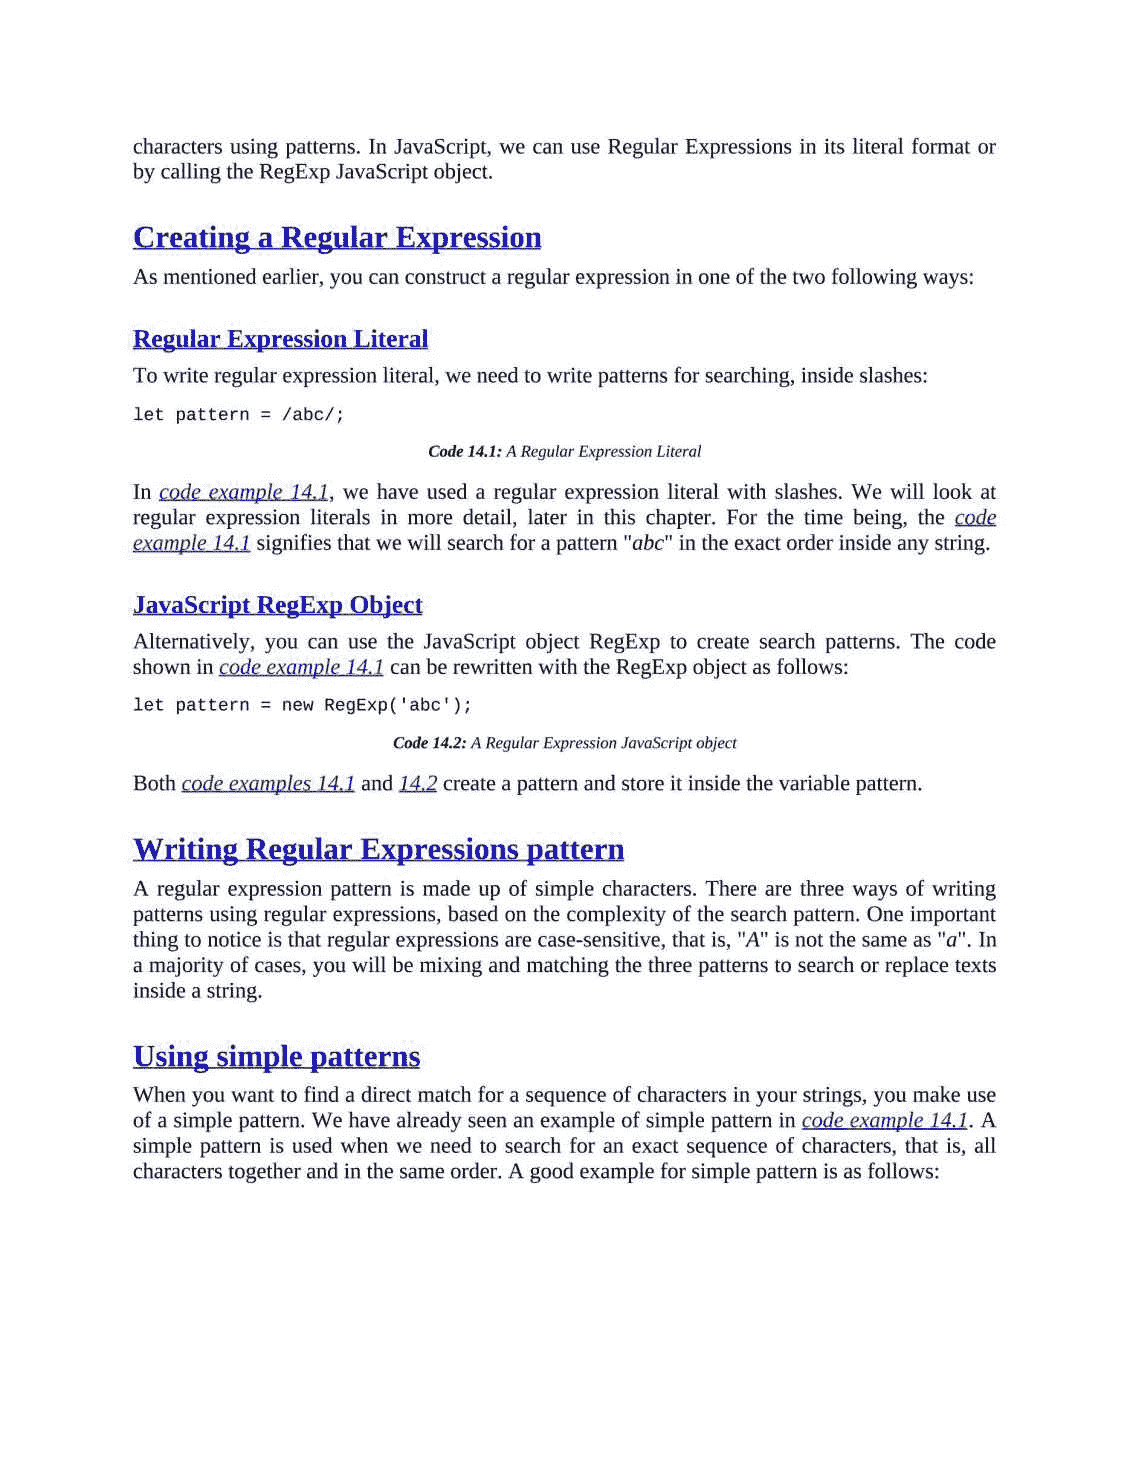 characters using patterns. In JavaScript, we can use Regular Expressions in its literal format or
by calling the RegExp JavaScript object.
Creating a Regular Expression
As mentioned earlier, you can construct a regular expression in one of the two following ways:
Regular Expression Literal
To write regular expression literal, we need to write patterns for searching, inside slashes:
let pattern = /abc/;
Code 14.1: A Regular Expression Literal
In code example 14.1, we have used a regular expression literal with slashes. We will look at
regular expression literals in more detail, later in this chapter. For the time being, the code
example 14.1 signifies that we will search for a pattern "abc" in the exact order inside any string.
JavaScript RegExp Object
Alternatively, you can use the JavaScript object RegExp to create search patterns. The code
shown in code example 14.1 can be rewritten with the RegExp object as follows:
let pattern = new RegExp('abc');
Code 14.2: A Regular Expression JavaScript object
Both code examples 14.1 and 14.2 create a pattern and store it inside the variable pattern.
Writing Regular Expressions pattern
A regular expression pattern is made up of simple characters. There are three ways of writing
patterns using regular expressions, based on the complexity of the search pattern. One important
thing to notice is that regular expressions are case-sensitive, that is, "A" is not the same as "a". In
a majority of cases, you will be mixing and matching the three patterns to search or replace texts
inside a string.
Using simple patterns
When you want to find a direct match for a sequence of characters in your strings, you make use
of a simple pattern. We have already seen an example of simple pattern in code example 14.1. A
simple pattern is used when we need to search for an exact sequence of characters, that is, all
characters together and in the same order. A good example for simple pattern is as follows: